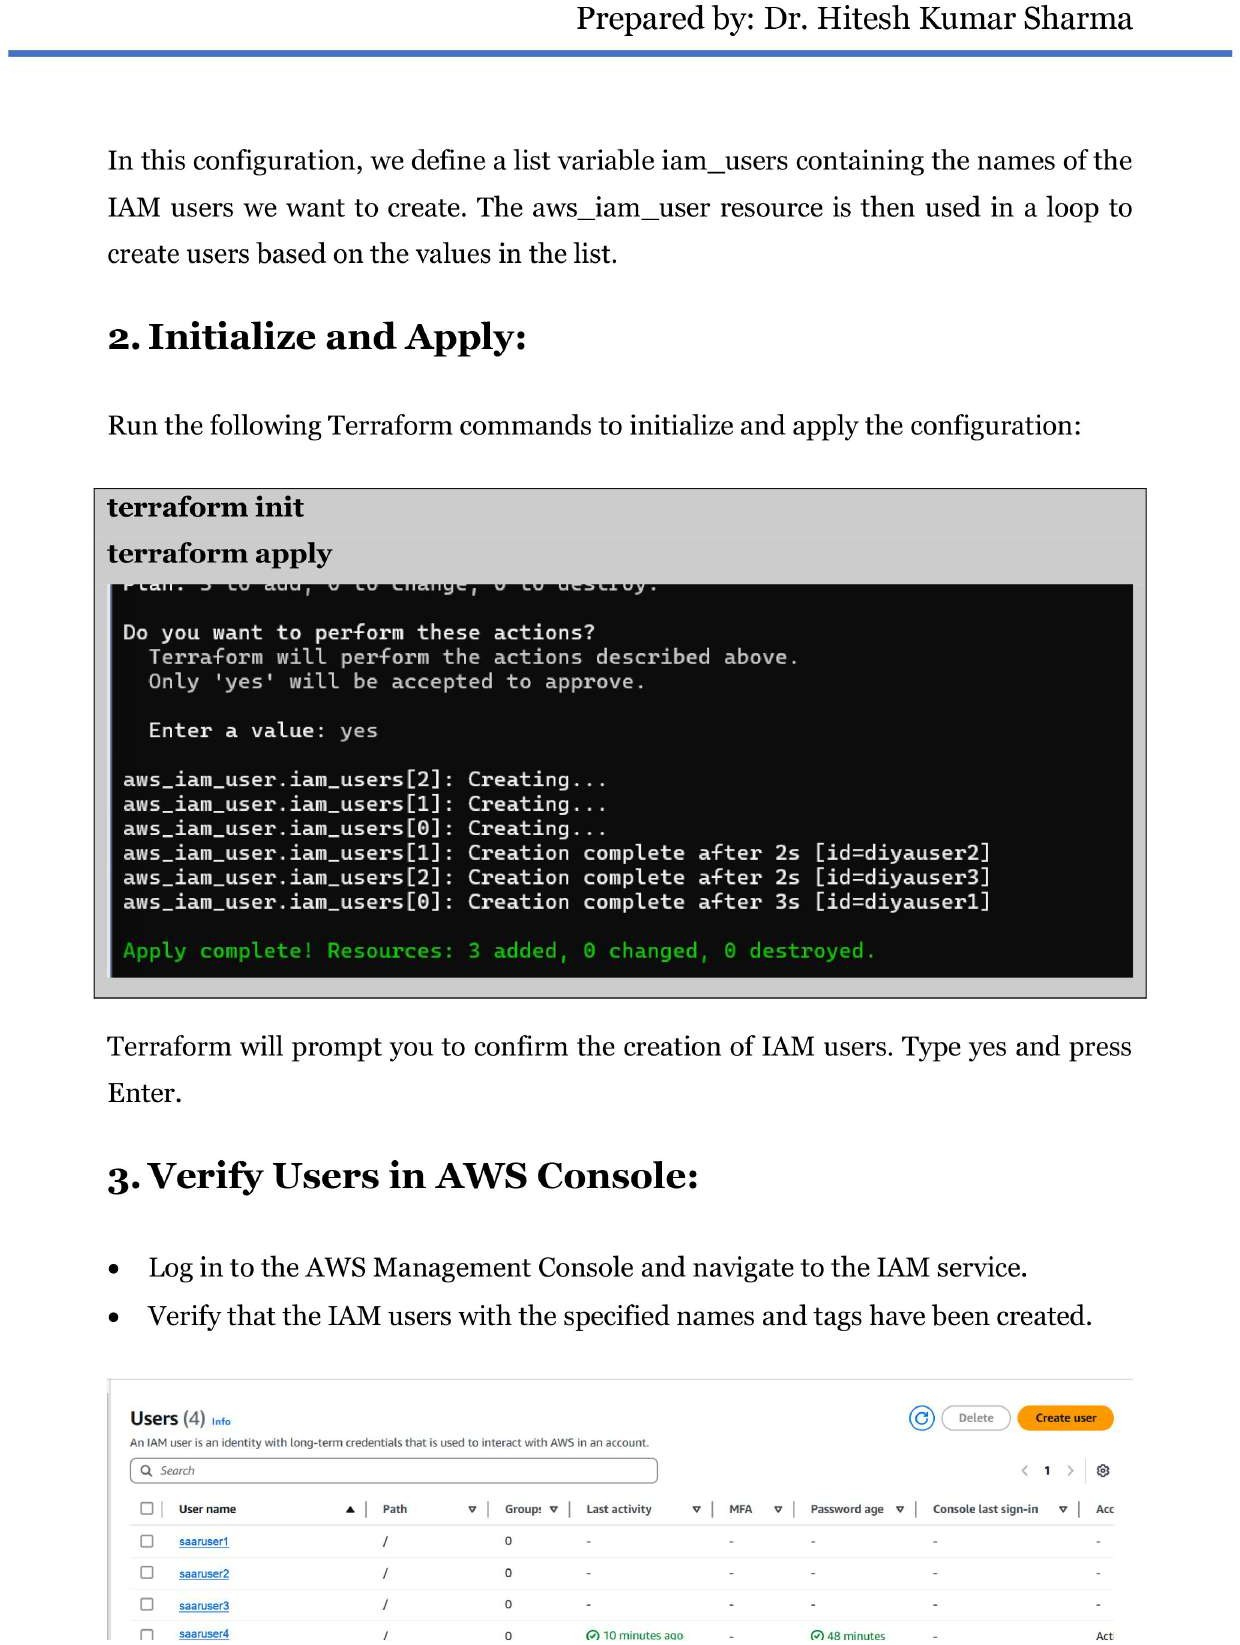 Prepared by: Dr. Hitesh Kumar Sharma
In this configuration, we define a list variable iam_users containing the names of the
IAM users we want to create. The aws_iam_user resource is then used in a loop to
create users based on the values in the list.
2. Initialize and Apply:
Run the following Terraform commands to initialize and apply the configuration:
terraform init
terraform apply
Plan: 3 to add, 0 to change, 0 to destroy.
Do you want to perform these actions?
Terraform will perform the actions described above.
Only 'yes' will be accepted to approve.
Enter a value: yes
aws_iam_user.iam_users[2]: Creating...
aws_iam_user.iam_users[1]: Creating...
aws_iam_user.iam_users[0]: Creating...
aws_iam_user.iam_users[1]: Creation complete after 2s [id=diyauser2]
aws_iam_user.iam_users[2]: Creation complete after 2s [id=diyauser3]
aws_iam_user.iam_users[0]: Creation complete after 3s [id=diyauser1]
Apply complete! Resources: 3 added, 0 changed, 0 destroyed.
Terraform will prompt you to confirm the creation of IAM users. Type yes and press
Enter.
3. Verify Users in AWS Console:
• Log in to the AWS Management Console and navigate to the IAM service.
• Verify that the IAM users with the specified names and tags have been created.
Users (4) Info Delete Create user
An IAM user is an identity with long-term credentials that is used to interact with AWS in an account.
Search < 1 >
User name Path Group: Last activity MFA Password age Console last sign-in Acc
saaruser1 / 0 - - - - -
saaruser2 / 0 - - - - -
saaruser3 / 0 - - - - -
saaruser4 / 0 10 minutes ago - 48 minutes - Acti